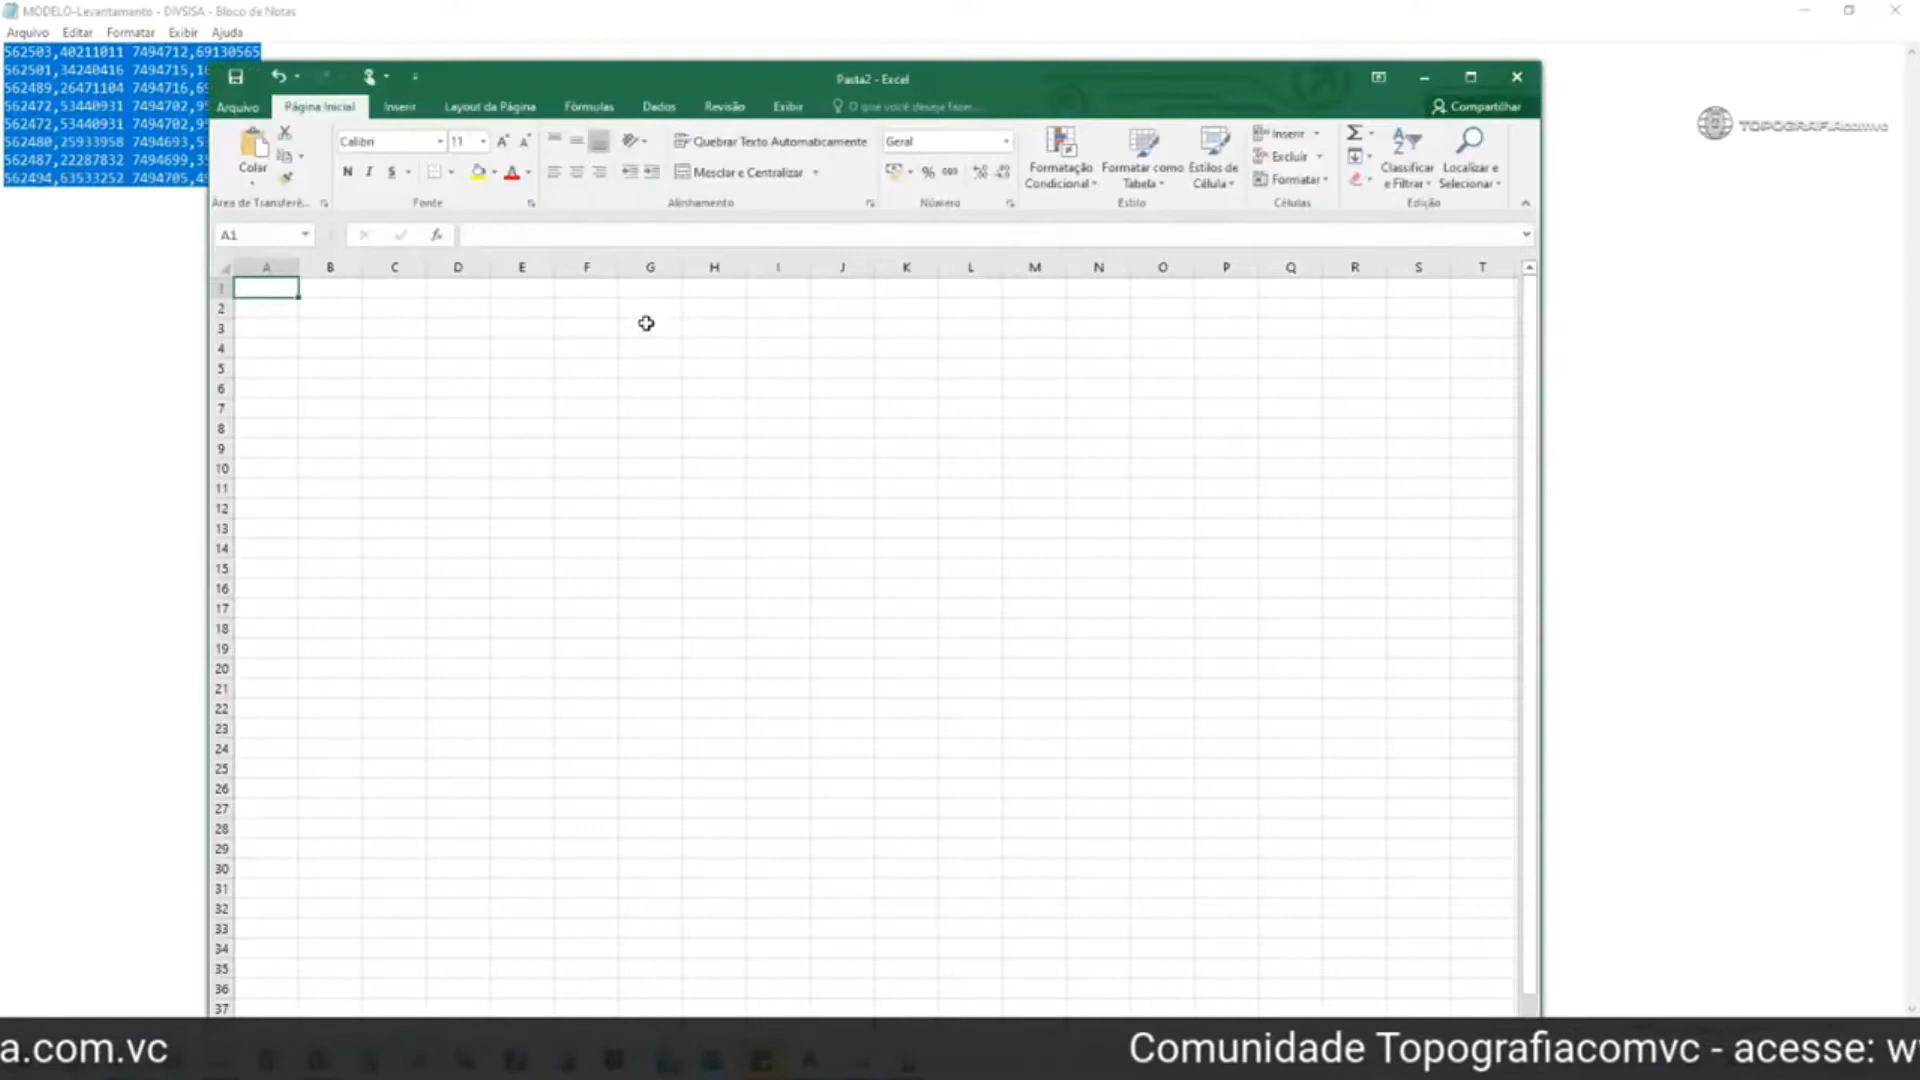 MODELO-Levantamento - DIVSISA - Bloco de Notas
Arquivo Editar Formatar Exibir Ajuda
562503,40211011 7494712,69130565
562501,34240416 7494715,16
562489,26471104 7494716,69
562472,53440931 7494702,95
562472,53440931 7494702,95
562480,25933958 7494693,5
562487,22287832 7494699,35
562494,63533252 7494705,45
Pasta2 - Excel
Arquivo Página Inicial Inserir Layout da Página Fórmulas Dados Revisão Exibir O que você deseja fazer... Compartilhar
TOPOGRAFIAcomvc
Colar
Calibri 11
Quebrar Texto Automaticamente
Geral
Formatação Condicional
Formatar como Tabela
Estilos de Célula
Inserir
Excluir
Formatar
Classificar e Filtrar
Localizar e Selecionar
N I S
Mesclar e Centralizar
% 000
Área de Transferê... Fonte Alinhamento Número Estilo Células Edição
A1 fx
A B C D E F G H I J K L M N O P Q R S T
1
2
3
4
5
6
7
8
9
10
11
12
13
14
15
16
17
18
19
20
21
22
23
24
25
26
27
28
29
30
31
32
33
34
35
36
37
a.com.vc Comunidade Topografiacomvc - acesse: w